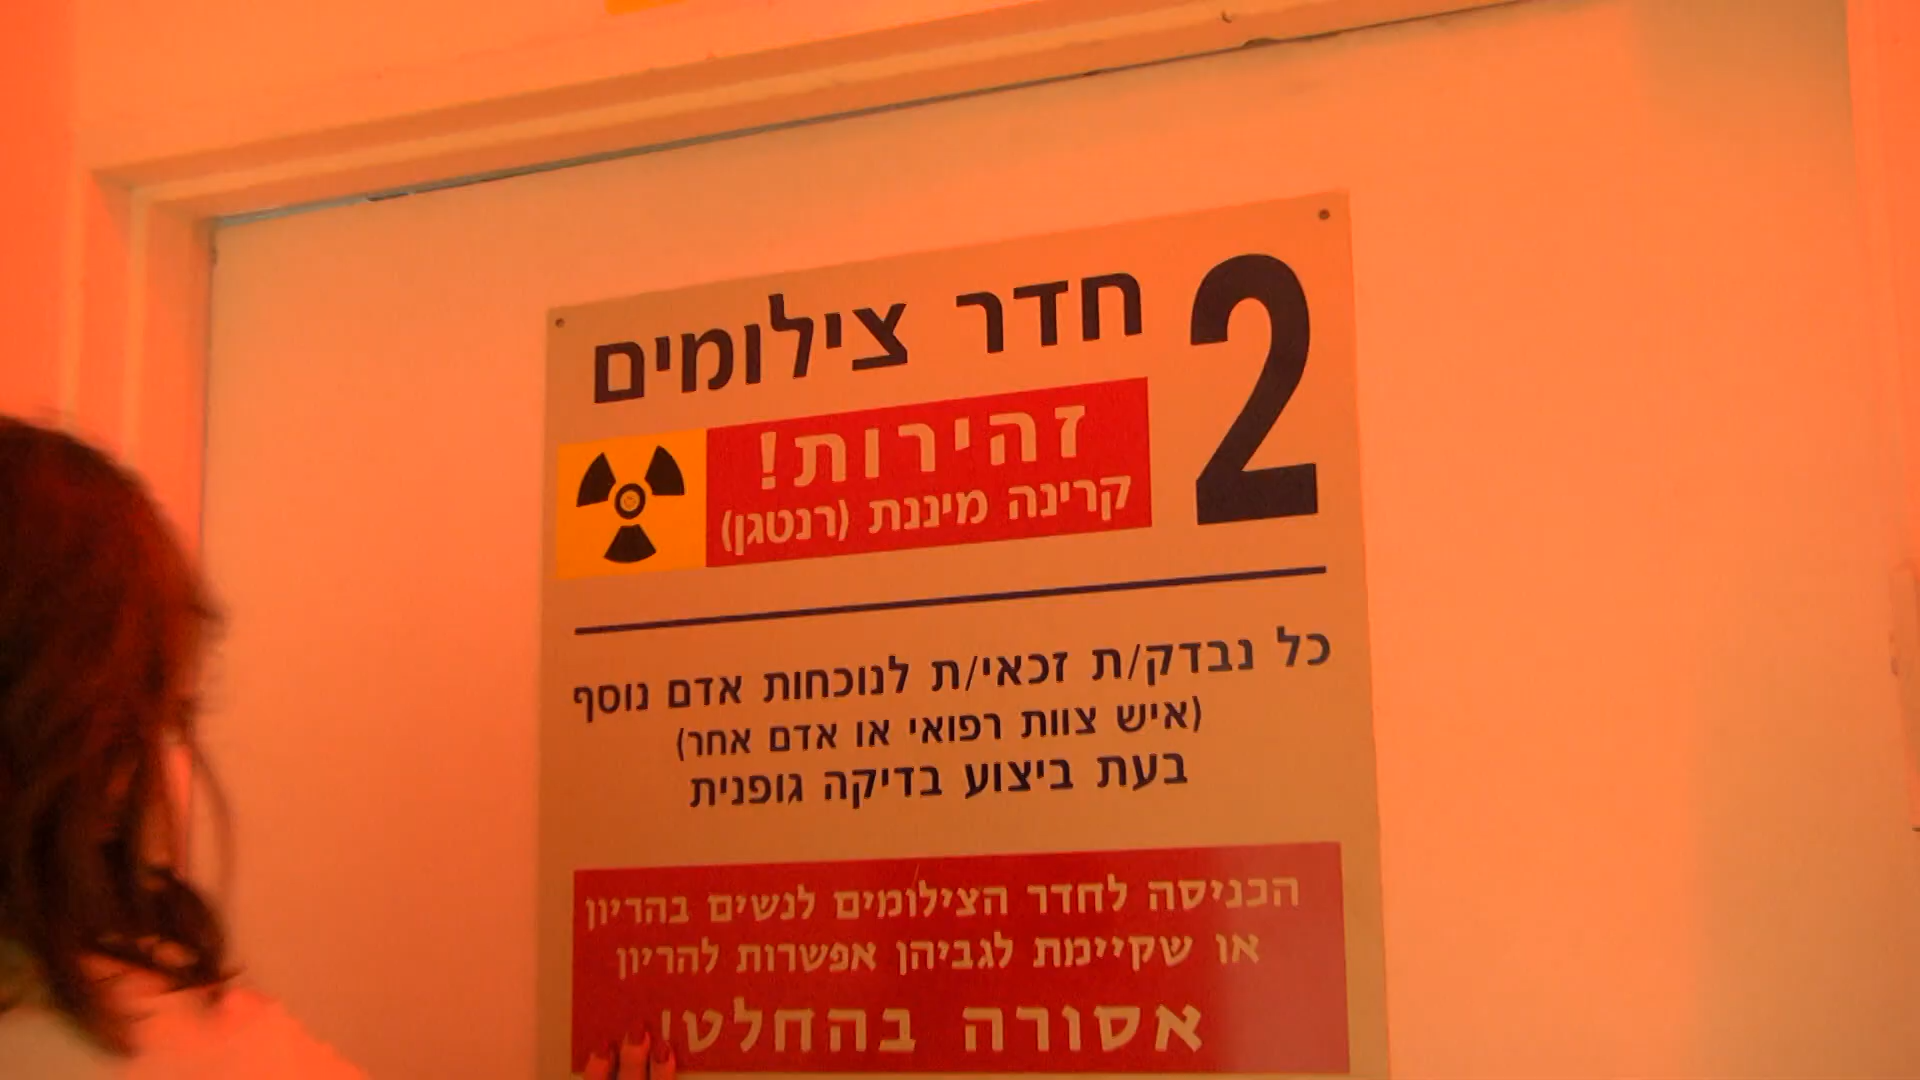 חדר צילומים
2
זהירות!
קרינה מיננת (רנטגן)
כל נבדק/ת זכאי/ת לנוכחות אדם נוסף
(איש צוות רפואי או אדם אחר)
בעת ביצוע בדיקה גופנית
הכניסה לחדר הצילומים לנשים בהריון
או שקיימת לגביהן אפשרות להריון
אסורה בהחלט!